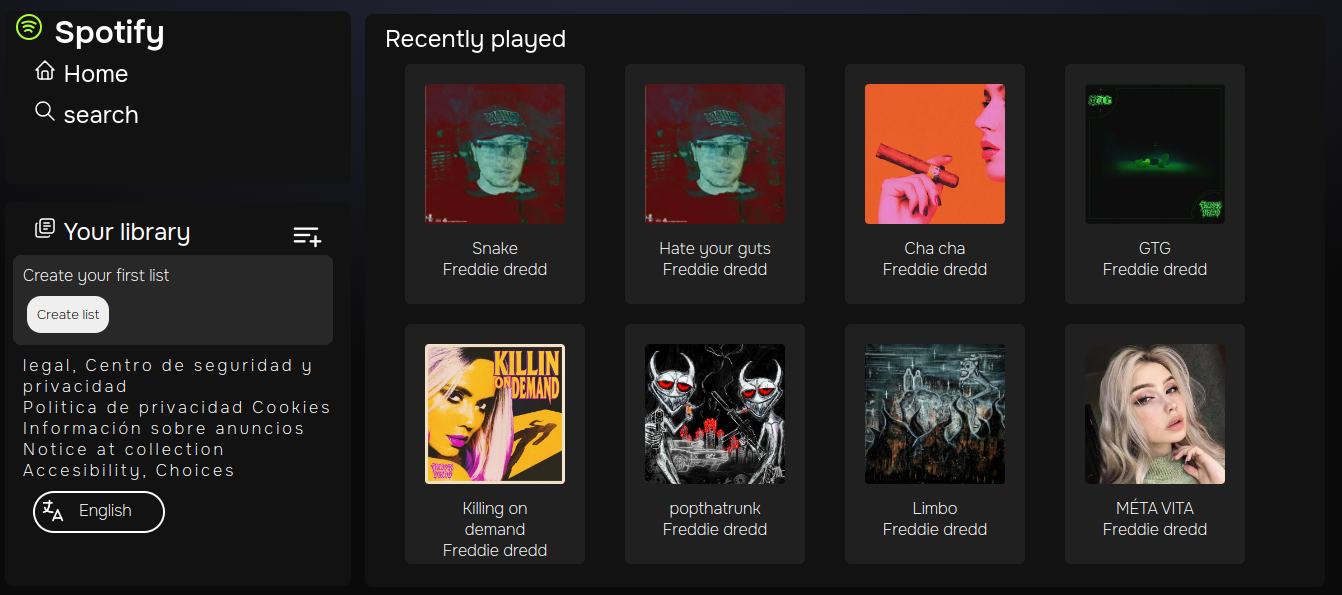 Spotify
Home
search
Your library
Create your first list
Create list
legal, Centro de seguridad y
privacidad
Politica de privacidad Cookies
Información sobre anuncios
Notice at collection
Accesibility, Choices
English
Recently played
Snake
Freddie dredd
Hate your guts
Freddie dredd
Cha cha
Freddie dredd
GTG
GTG
Freddie dredd
KILLIN
ON DEMAND
FREDDIE
DREDD
Killing on
demand
Freddie dredd
popthatrunk
Freddie dredd
Limbo
Freddie dredd
MÉTA VITA
Freddie dredd